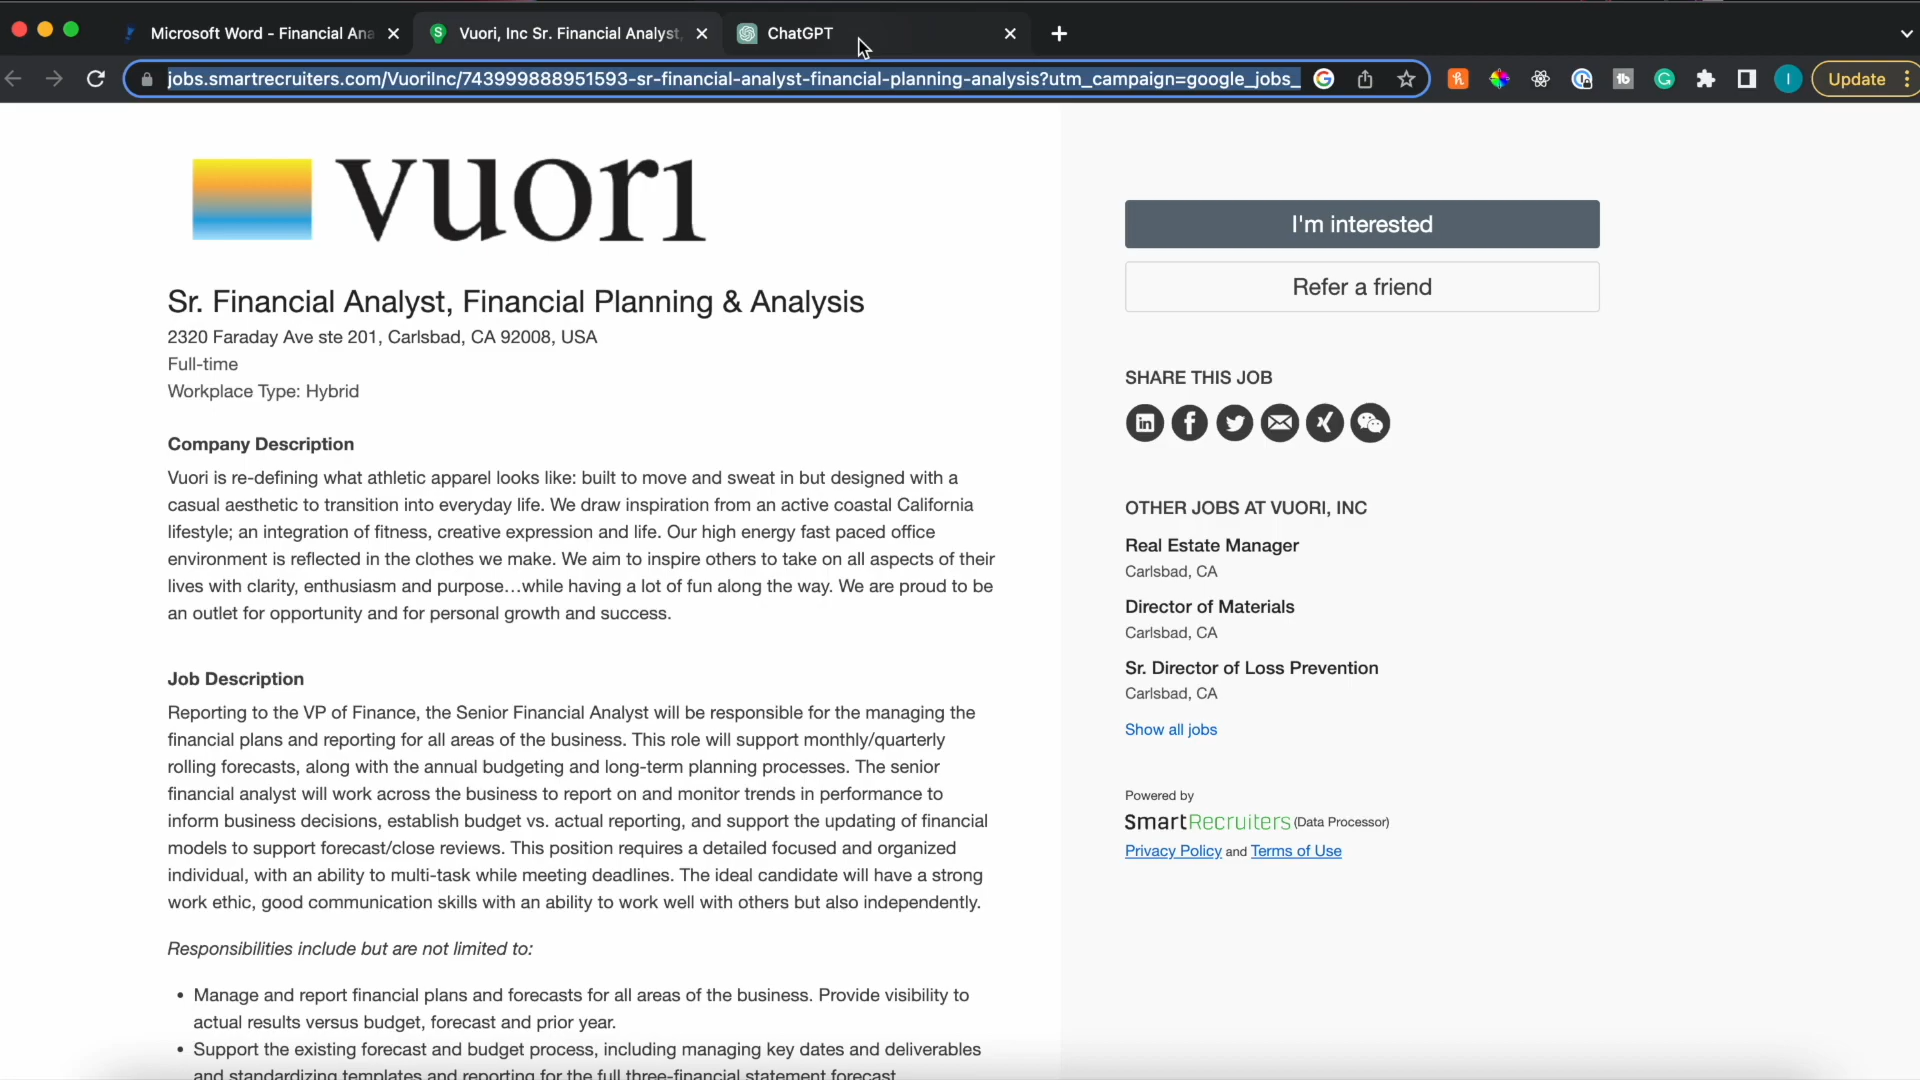 Microsoft Word - Financial Ana
Vuori, Inc Sr. Financial Analyst,
ChatGPT
jobs.smartrecruiters.com/VuoriInc/743999888951593-sr-financial-analyst-financial-planning-analysis?utm_campaign=google_jobs_
Update
vuori
Sr. Financial Analyst, Financial Planning & Analysis
2320 Faraday Ave ste 201, Carlsbad, CA 92008, USA
Full-time
Workplace Type: Hybrid
Company Description
Vuori is re-defining what athletic apparel looks like: built to move and sweat in but designed with a
casual aesthetic to transition into everyday life. We draw inspiration from an active coastal California
lifestyle; an integration of fitness, creative expression and life. Our high energy fast paced office
environment is reflected in the clothes we make. We aim to inspire others to take on all aspects of their
lives with clarity, enthusiasm and purpose…while having a lot of fun along the way. We are proud to be
an outlet for opportunity and for personal growth and success.
Job Description
Reporting to the VP of Finance, the Senior Financial Analyst will be responsible for the managing the
financial plans and reporting for all areas of the business. This role will support monthly/quarterly
rolling forecasts, along with the annual budgeting and long-term planning processes. The senior
financial analyst will work across the business to report on and monitor trends in performance to
inform business decisions, establish budget vs. actual reporting, and support the updating of financial
models to support forecast/close reviews. This position requires a detailed focused and organized
individual, with an ability to multi-task while meeting deadlines. The ideal candidate will have a strong
work ethic, good communication skills with an ability to work well with others but also independently.
Responsibilities include but are not limited to:
• Manage and report financial plans and forecasts for all areas of the business. Provide visibility to
actual results versus budget, forecast and prior year.
• Support the existing forecast and budget process, including managing key dates and deliverables
and standardizing templates and reporting for the full three-financial statement forecast
I'm interested
Refer a friend
SHARE THIS JOB
OTHER JOBS AT VUORI, INC
Real Estate Manager
Carlsbad, CA
Director of Materials
Carlsbad, CA
Sr. Director of Loss Prevention
Carlsbad, CA
Show all jobs
Powered by
SmartRecruiters (Data Processor)
Privacy Policy and Terms of Use